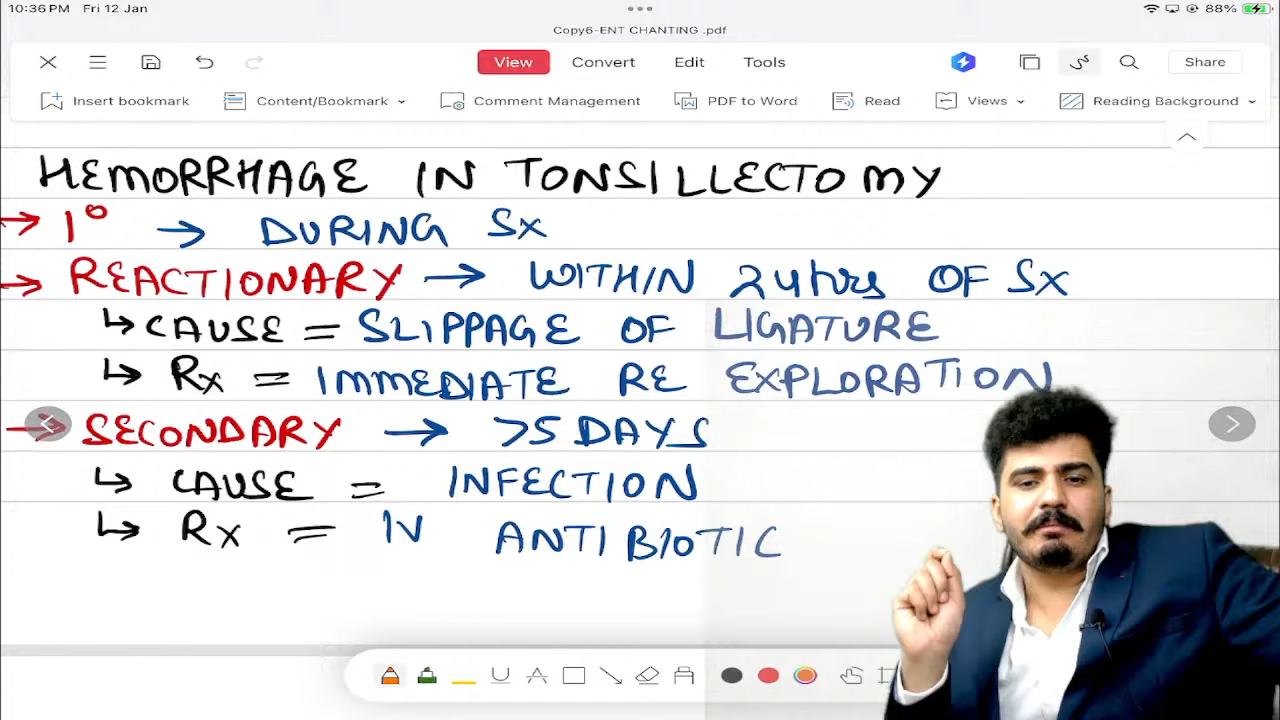 10:36 PM Fri 12 Jan 88%
Copy6-ENT CHANTING .pdf
View Convert Edit Tools Share
Insert bookmark Content/Bookmark Comment Management PDF to Word Read Views Reading Background
HEMORRHAGE IN TONSILLECTOMY
→ 1° → DURING Sx
→ REACTIONARY → WITHIN 24hrs OF Sx
↳ CAUSE = SLIPPAGE OF LIGATURE
↳ Rx = IMMEDIATE RE EXPLORATION
→ SECONDARY → >5 DAYS
↳ CAUSE = INFECTION
↳ Rx = IV ANTIBIOTIC